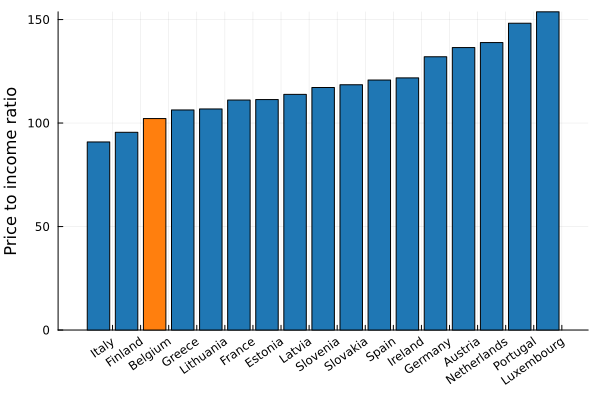 Price to income ratio
150
100
50
0
Italy
Finland
Belgium
Greece
Lithuania
France
Estonia
Latvia
Slovenia
Slovakia
Spain
Ireland
Germany
Austria
Netherlands
Portugal
Luxembourg